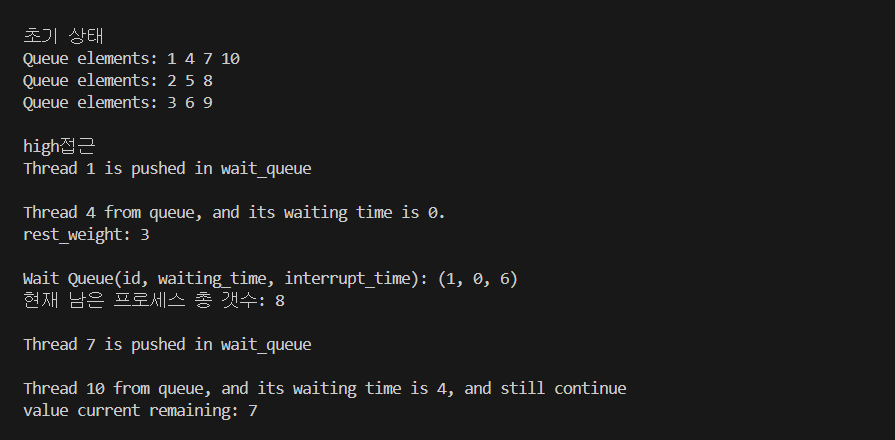 초기 상태
Queue elements: 1 4 7 10
Queue elements: 2 5 8
Queue elements: 3 6 9
high접근
Thread 1 is pushed in wait_queue
Thread 4 from queue, and its waiting time is 0.
rest_weight: 3
Wait Queue(id, waiting_time, interrupt_time): (1, 0, 6)
현재 남은 프로세스 총 갯수: 8
Thread 7 is pushed in wait_queue
Thread 10 from queue, and its waiting time is 4, and still continue
value current remaining: 7